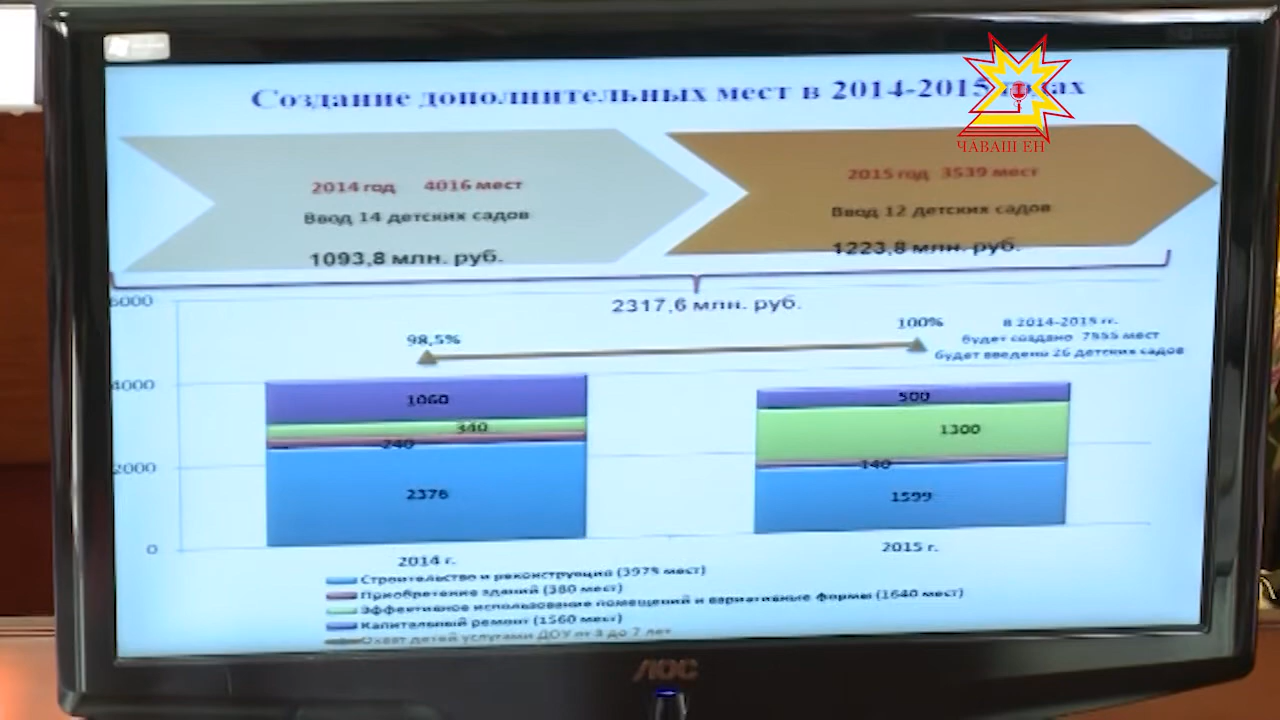 Создание дополнительных мест в 2014-2015 годах
ЧАВАШ ЕН
2014 год 4016 мест
Ввод 14 детских садов
1093,8 млн. руб.
2015 год 3539 мест
Ввод 12 детских садов
1223,8 млн. руб.
2317,6 млн. руб.
6000
4000
2000
0
98,5%
100%
в 2014-2015 гг.
будет создано 7555 мест
будет введено 26 детских садов
1060
340
240
2376
500
1300
140
1599
2014 г.
2015 г.
Строительство и реконструкция (3975 мест)
Приобретение зданий (380 мест)
Эффективное использование помещений и вариативные формы (1640 мест)
Капитальный ремонт (1560 мест)
Охват детей услугами ДОУ от 3 до 7 лет
AOC